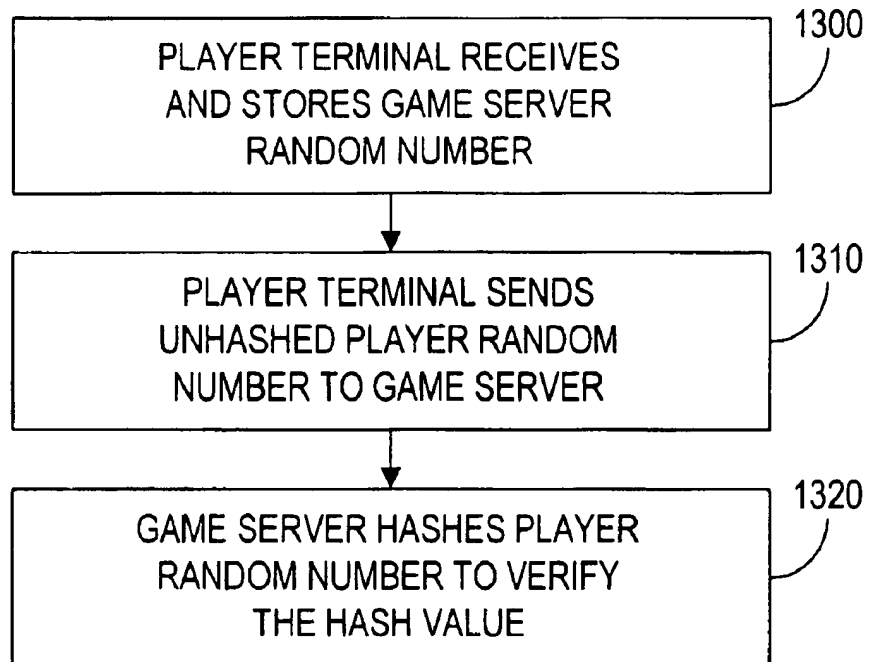 1300
PLAYER TERMINAL RECEIVES
AND STORES GAME SERVER
RANDOM NUMBER
1310
PLAYER TERMINAL SENDS
UNHASHED PLAYER RANDOM
NUMBER TO GAME SERVER
1320
GAME SERVER HASHES PLAYER
RANDOM NUMBER TO VERIFY
THE HASH VALUE